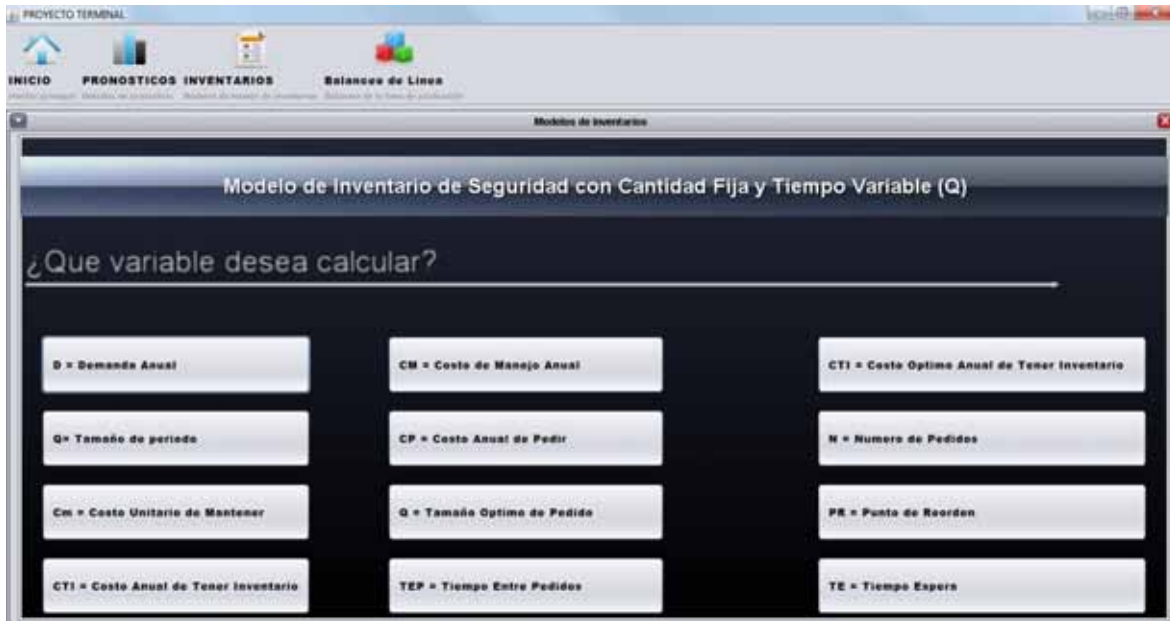 PROYECTO TERMINAL
INICIO PRONOSTICOS INVENTARIOS Balanceo de Linea
Modelos de inventarios
Modelo de Inventario de Seguridad con Cantidad Fija y Tiempo Variable (Q)
¿Que variable desea calcular?
D = Demanda Anual CM = Costo de Manejo Anual CTI = Costo Optimo Anual de Tener Inventario
Q= Tamaño de periodo CP = Costo Anual de Pedir N = Numero de Pedidos
Cm = Costo Unitario de Mantener Q = Tamaño Optimo de Pedido PR = Punto de Reorden
CTI = Costo Anual de Tener Inventario TEP = Tiempo Entre Pedidos TE = Tiempo Espera